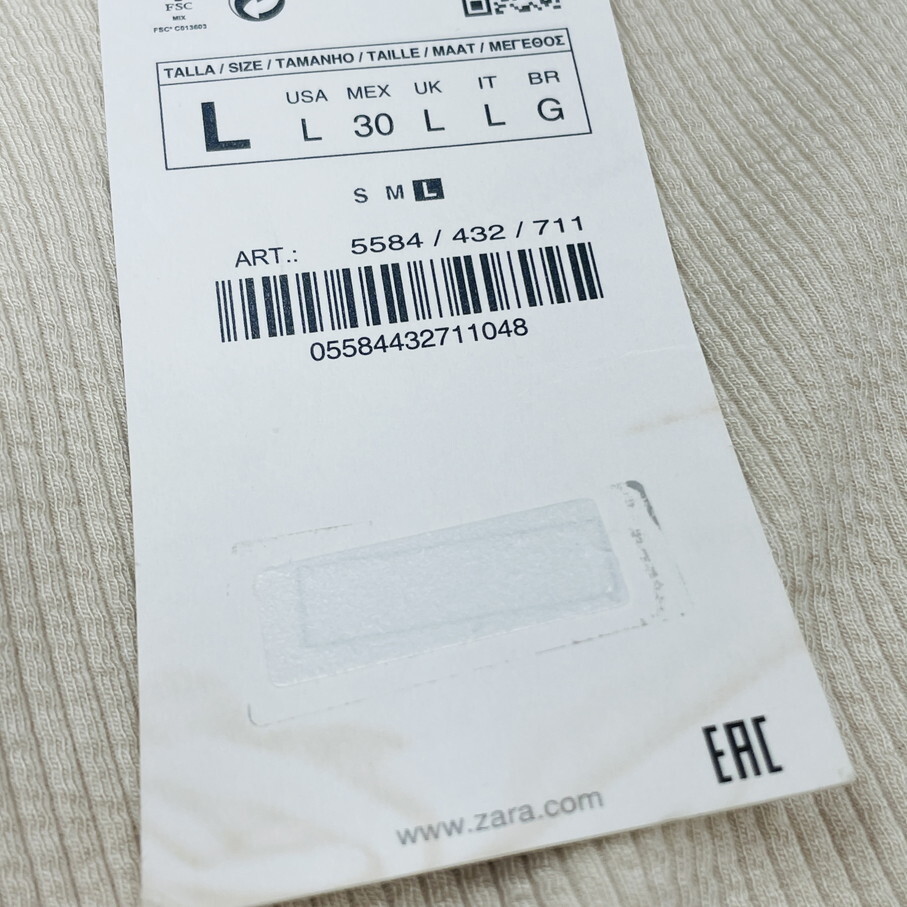 FSC
MIX
FSC® C013603
TALLA / SIZE / TAMANHO / TAILLE / MAAT / ΜΕΓΕΘΟΣ
USA MEX UK IT BR
L L 30 L L G
S M L
ART.: 5584 / 432 / 711
05584432711048
EAC
www.zara.com